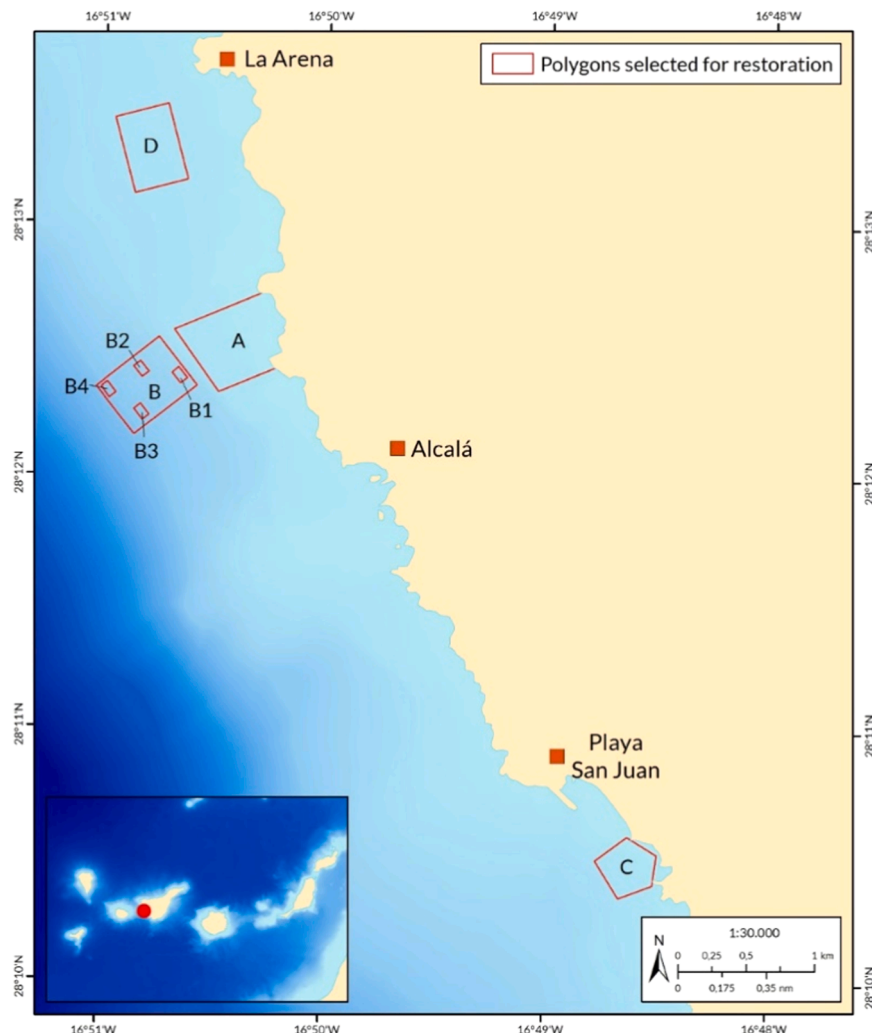 16°51'W 16°50'W 16°49'W 16°48'W
La Arena
Polygons selected for restoration
D
28°13'N
28°13'N
A
B2
B4
B
B1
B3
Alcalá
28°12'N
28°12'N
28°11'N
28°11'N
Playa
San Juan
C
1:30.000
N
0 0,25 0,5 1 km
0 0,175 0,35 nm
28°10'N
28°10'N
16°51'W 16°50'W 16°49'W 16°48'W